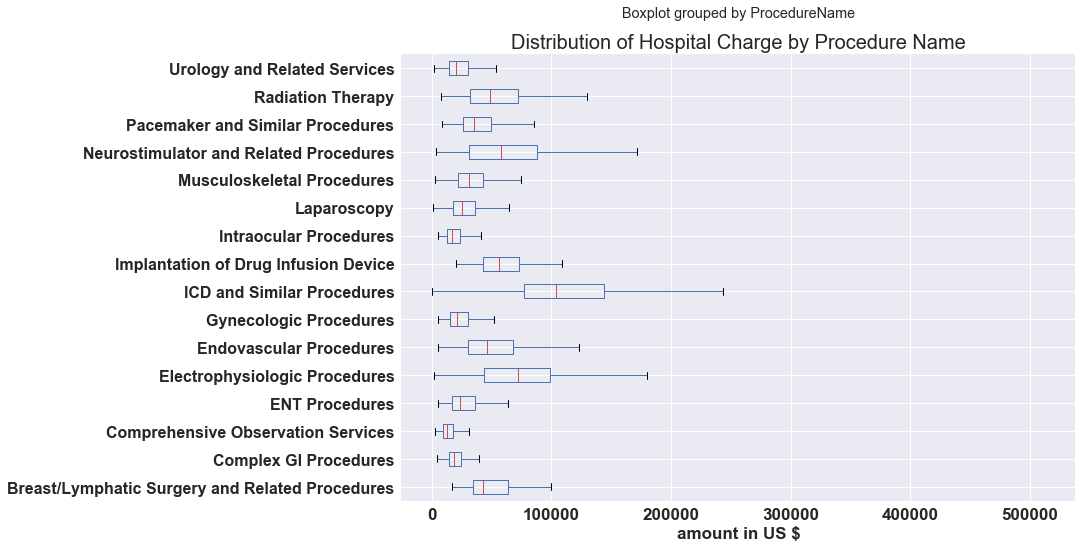 Boxplot grouped by ProcedureName
Distribution of Hospital Charge by Procedure Name
Urology and Related Services
Radiation Therapy
Pacemaker and Similar Procedures
Neurostimulator and Related Procedures
Musculoskeletal Procedures
Laparoscopy
Intraocular Procedures
Implantation of Drug Infusion Device
ICD and Similar Procedures
Gynecologic Procedures
Endovascular Procedures
Electrophysiologic Procedures
ENT Procedures
Comprehensive Observation Services
Complex GI Procedures
Breast/Lymphatic Surgery and Related Procedures
0 100000 200000 300000 400000 500000
amount in US $